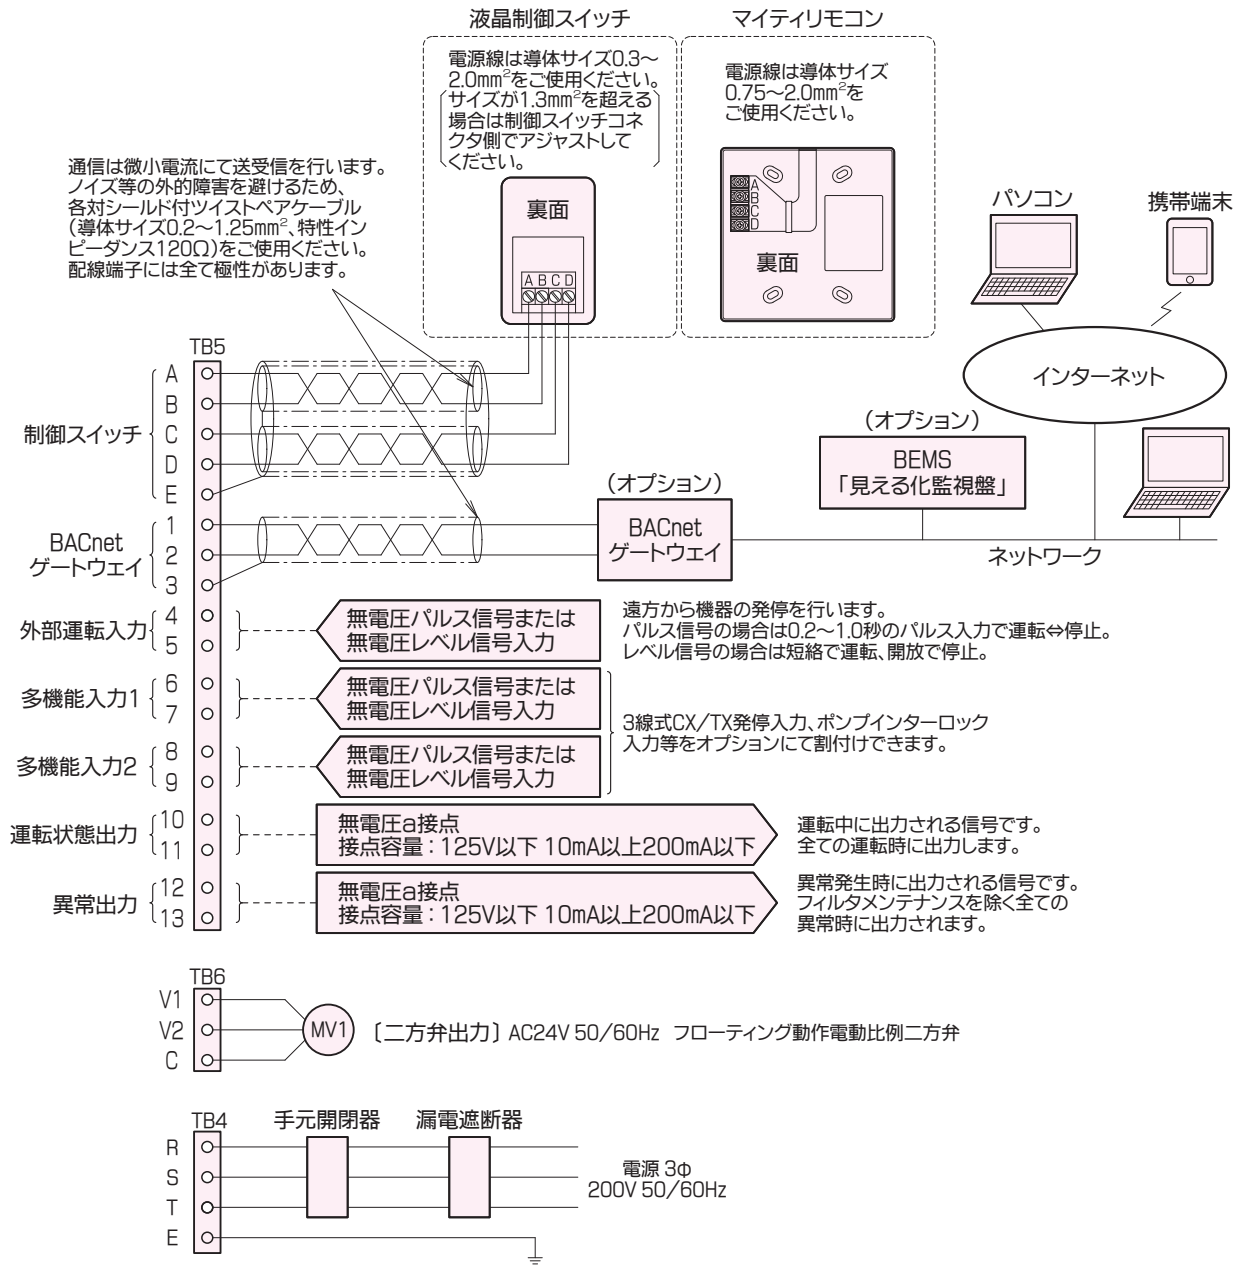 液晶制御スイッチ
電源線は導体サイズ0.3〜
2.0mm²をご使用ください。
サイズが1.3mm²を超える
場合は制御スイッチコネ
クタ側でアジャストして
ください。
裏面
A B C D
マイティリモコン
電源線は導体サイズ
0.75〜2.0mm²を
ご使用ください。
A
B
C
D
裏面
通信は微小電流にて送受信を行います。
ノイズ等の外的障害を避けるため、
各対シールド付ツイストペアケーブル
(導体サイズ0.2〜1.25mm²、特性イン
ピーダンス120Ω)をご使用ください。
配線端子には全て極性があります。
パソコン
携帯端末
インターネット
(オプション)
BEMS
「見える化監視盤」
ネットワーク
(オプション)
BACnet
ゲートウェイ
TB5
制御スイッチ
A
B
C
D
E
BACnet
ゲートウェイ
1
2
3
外部運転入力
4
5
無電圧パルス信号または
無電圧レベル信号入力
遠方から機器の発停を行います。
パルス信号の場合は0.2〜1.0秒のパルス入力で運転⇔停止。
レベル信号の場合は短絡で運転、開放で停止。
多機能入力1
6
7
無電圧パルス信号または
無電圧レベル信号入力
多機能入力2
8
9
無電圧パルス信号または
無電圧レベル信号入力
3線式CX/TX発停入力、ポンプインターロック
入力等をオプションにて割付けできます。
運転状態出力
10
11
無電圧a接点
接点容量:125V以下 10mA以上200mA以下
運転中に出力される信号です。
全ての運転時に出力します。
異常出力
12
13
無電圧a接点
接点容量:125V以下 10mA以上200mA以下
異常発生時に出力される信号です。
フィルタメンテナンスを除く全ての
異常時に出力されます。
TB6
V1
V2
C
MV1
〔二方弁出力〕AC24V 50/60Hz フローティング動作電動比例二方弁
TB4
手元開閉器
漏電遮断器
R
S
T
E
電源 3Φ
200V 50/60Hz